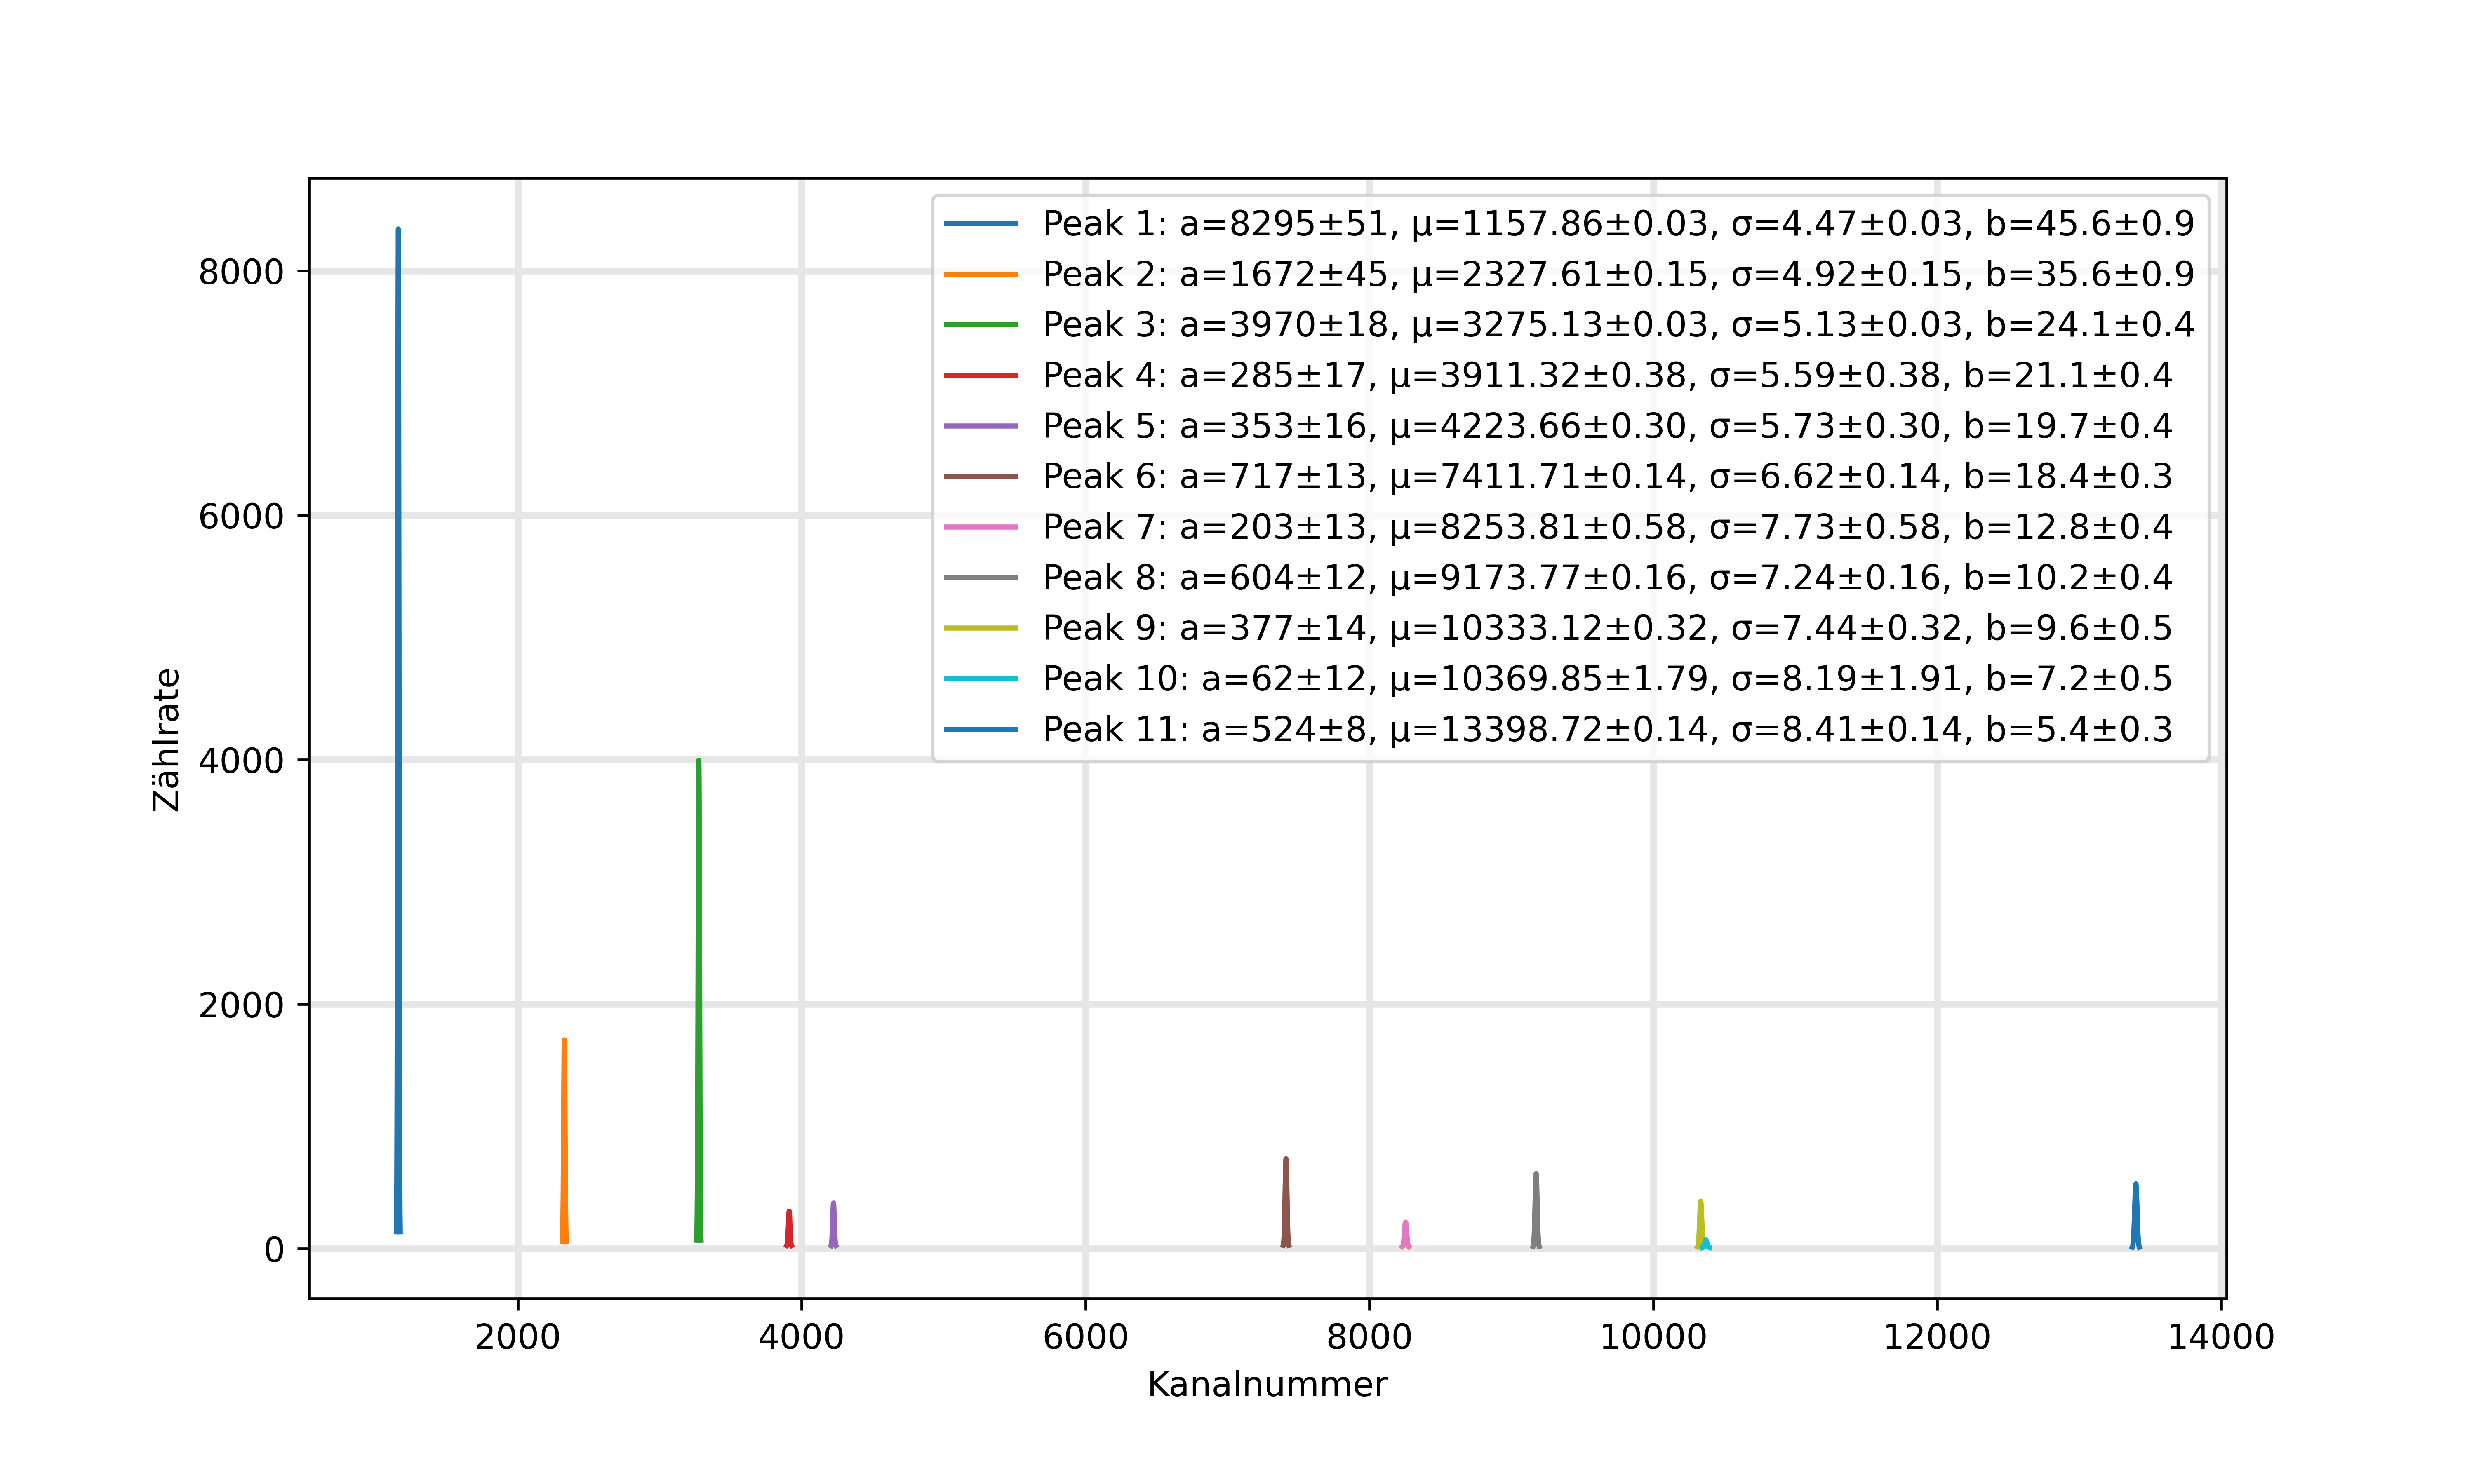 Peak 1: a=8295±51, μ=1157.86±0.03, σ=4.47±0.03, b=45.6±0.9
Peak 2: a=1672±45, μ=2327.61±0.15, σ=4.92±0.15, b=35.6±0.9
Peak 3: a=3970±18, μ=3275.13±0.03, σ=5.13±0.03, b=24.1±0.4
Peak 4: a=285±17, μ=3911.32±0.38, σ=5.59±0.38, b=21.1±0.4
Peak 5: a=353±16, μ=4223.66±0.30, σ=5.73±0.30, b=19.7±0.4
Peak 6: a=717±13, μ=7411.71±0.14, σ=6.62±0.14, b=18.4±0.3
Peak 7: a=203±13, μ=8253.81±0.58, σ=7.73±0.58, b=12.8±0.4
Peak 8: a=604±12, μ=9173.77±0.16, σ=7.24±0.16, b=10.2±0.4
Peak 9: a=377±14, μ=10333.12±0.32, σ=7.44±0.32, b=9.6±0.5
Peak 10: a=62±12, μ=10369.85±1.79, σ=8.19±1.91, b=7.2±0.5
Peak 11: a=524±8, μ=13398.72±0.14, σ=8.41±0.14, b=5.4±0.3
8000
6000
4000
2000
0
Zählrate
2000 4000 6000 8000 10000 12000 14000
Kanalnummer